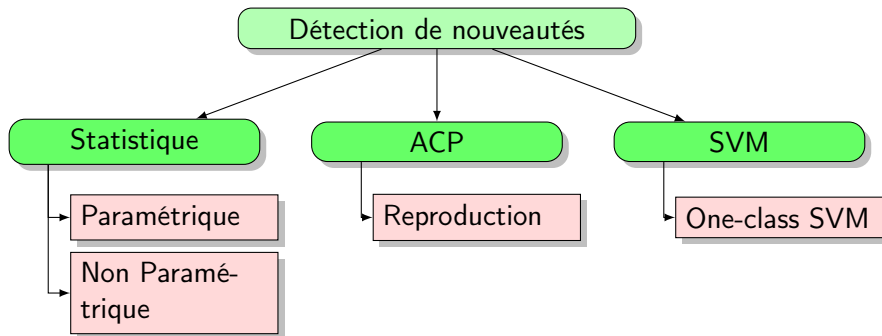 Détection de nouveautés
Statistique
ACP
SVM
Paramétrique
Reproduction
One-class SVM
Non Paramé-
trique